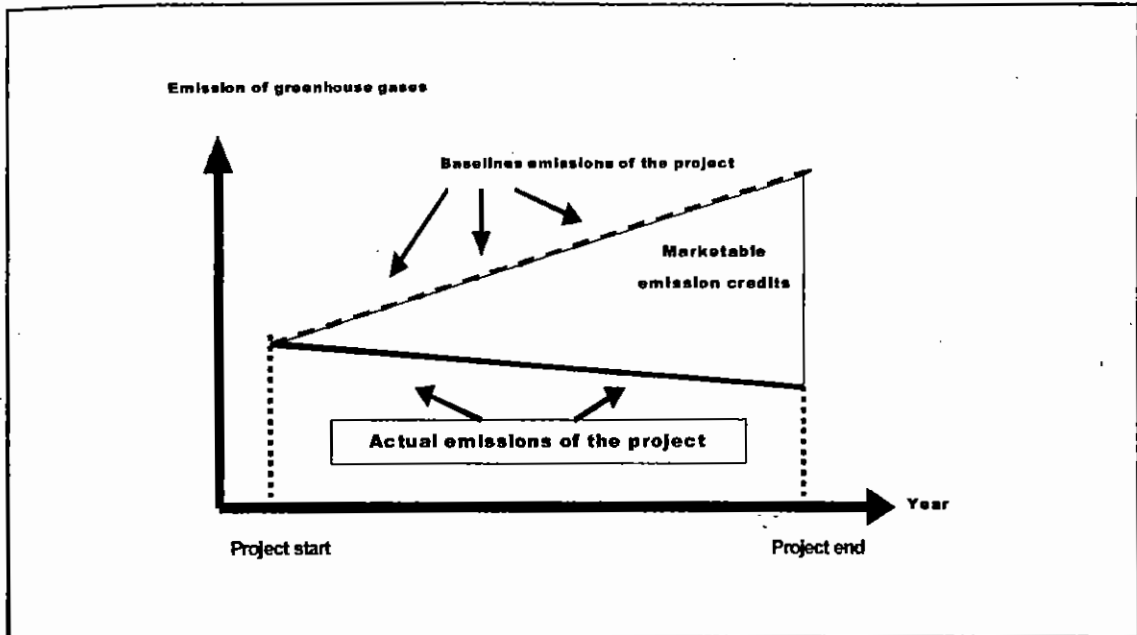 Emission of greenhouse gases
Baselines emissions of the project
Marketable
emission credits
Actual emissions of the project
Year
Project start
Project end